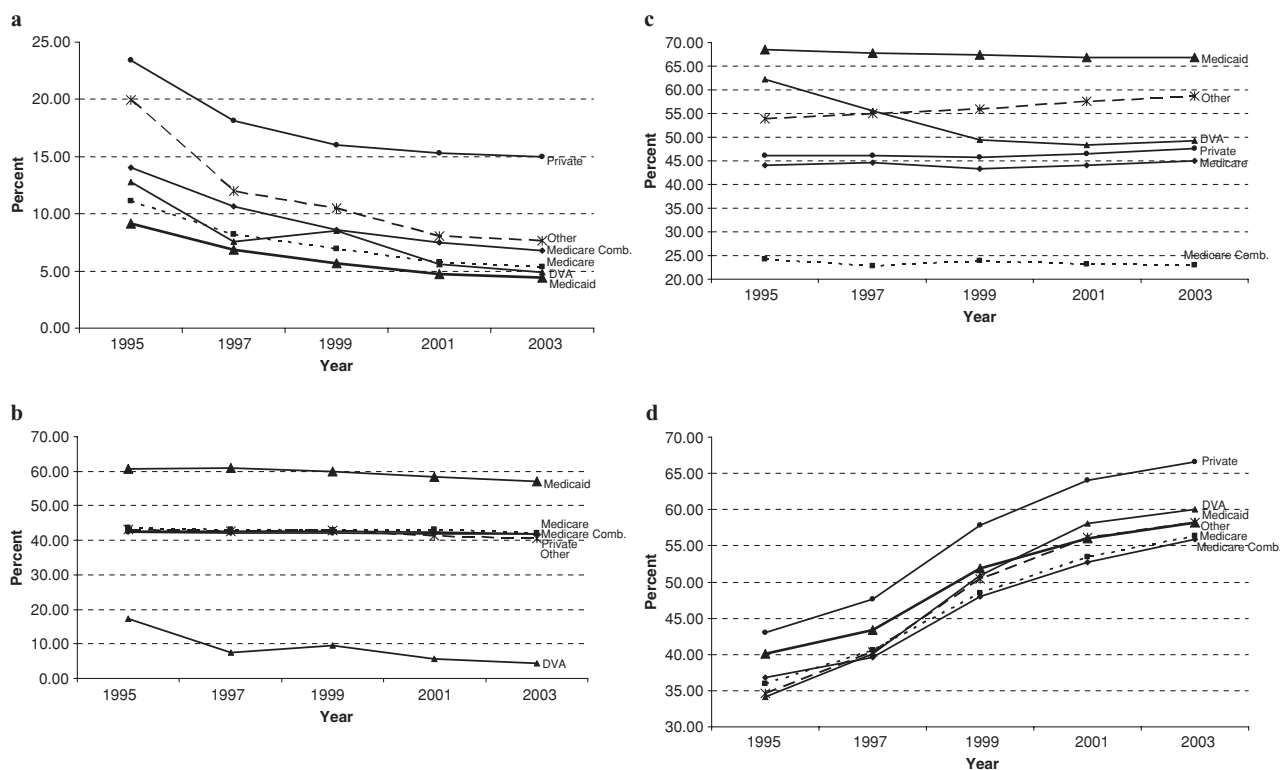 a
25.00
20.00
15.00
10.00
5.00
0.00
Percent
Private
Other
Medicare Comb.
Medicare
DVA
Medicaid
1995 1997 1999 2001 2003
Year
b
70.00
60.00
50.00
40.00
30.00
20.00
10.00
0.00
Percent
Medicaid
Medicare
Medicare Comb.
Private
Other
DVA
1995 1997 1999 2001 2003
Year
c
70.00
65.00
60.00
55.00
50.00
45.00
40.00
35.00
30.00
25.00
20.00
Percent
Medicaid
Other
DVA
Private
Medicare
Medicare Comb.
1995 1997 1999 2001 2003
Year
d
70.00
65.00
60.00
55.00
50.00
45.00
40.00
35.00
30.00
Percent
Private
DVA
Medicaid
Other
Medicare
Medicare Comb.
1995 1997 1999 2001 2003
Year